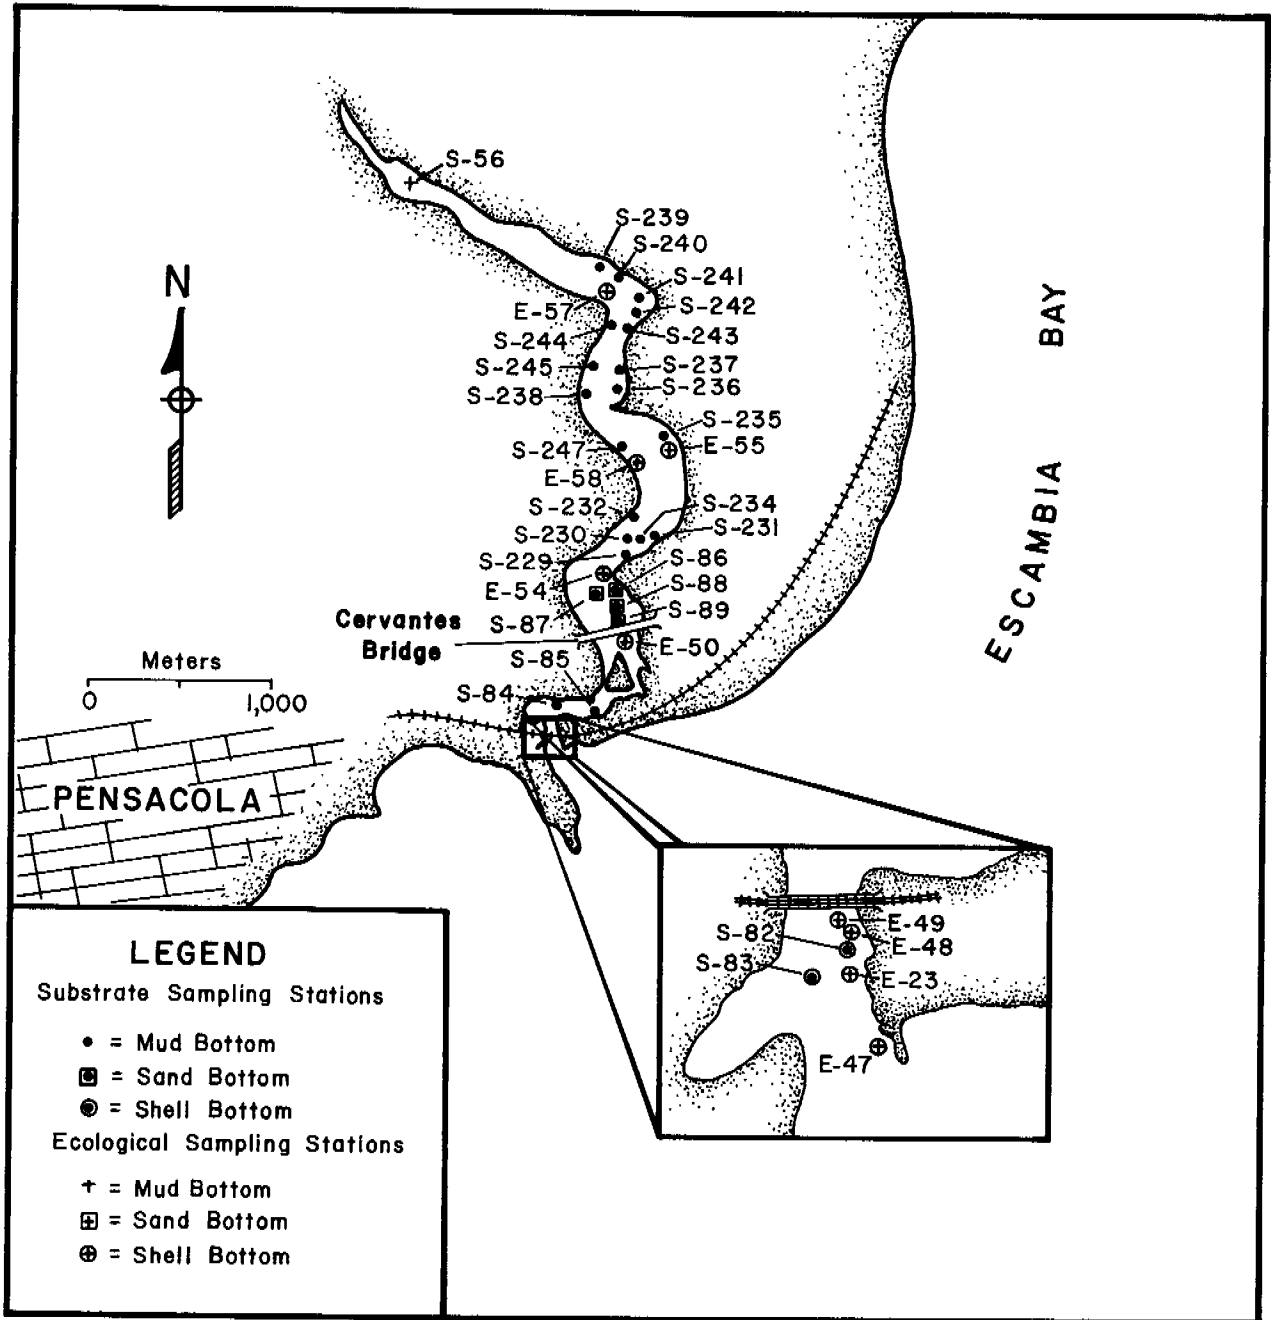 S-56
S-239
S-240
N
S-241
E-57
S-242
S-244
S-243
S-245
S-237
S-238
S-236
S-235
S-247
E-55
E-58
S-232
S-234
S-230
S-231
S-229
S-86
E-54
S-88
S-87
S-89
Cervantes
Bridge
E-50
S-85
Meters
S-84
0 1,000
BAY
ESCAMBIA
PENSACOLA
E-49
S-82
E-48
S-83
E-23
E-47
LEGEND
Substrate Sampling Stations
= Mud Bottom
= Sand Bottom
= Shell Bottom
Ecological Sampling Stations
= Mud Bottom
= Sand Bottom
= Shell Bottom